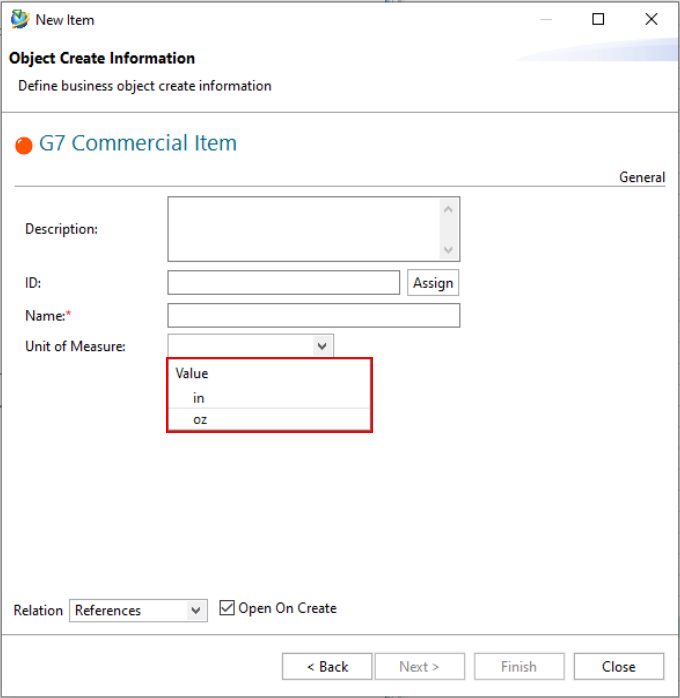 New Item
Object Create Information
Define business object create information
G7 Commercial Item
General
Description:
ID:
Assign
Name:*
Unit of Measure:
Value
in
oz
Relation References Open On Create
< Back Next > Finish Close